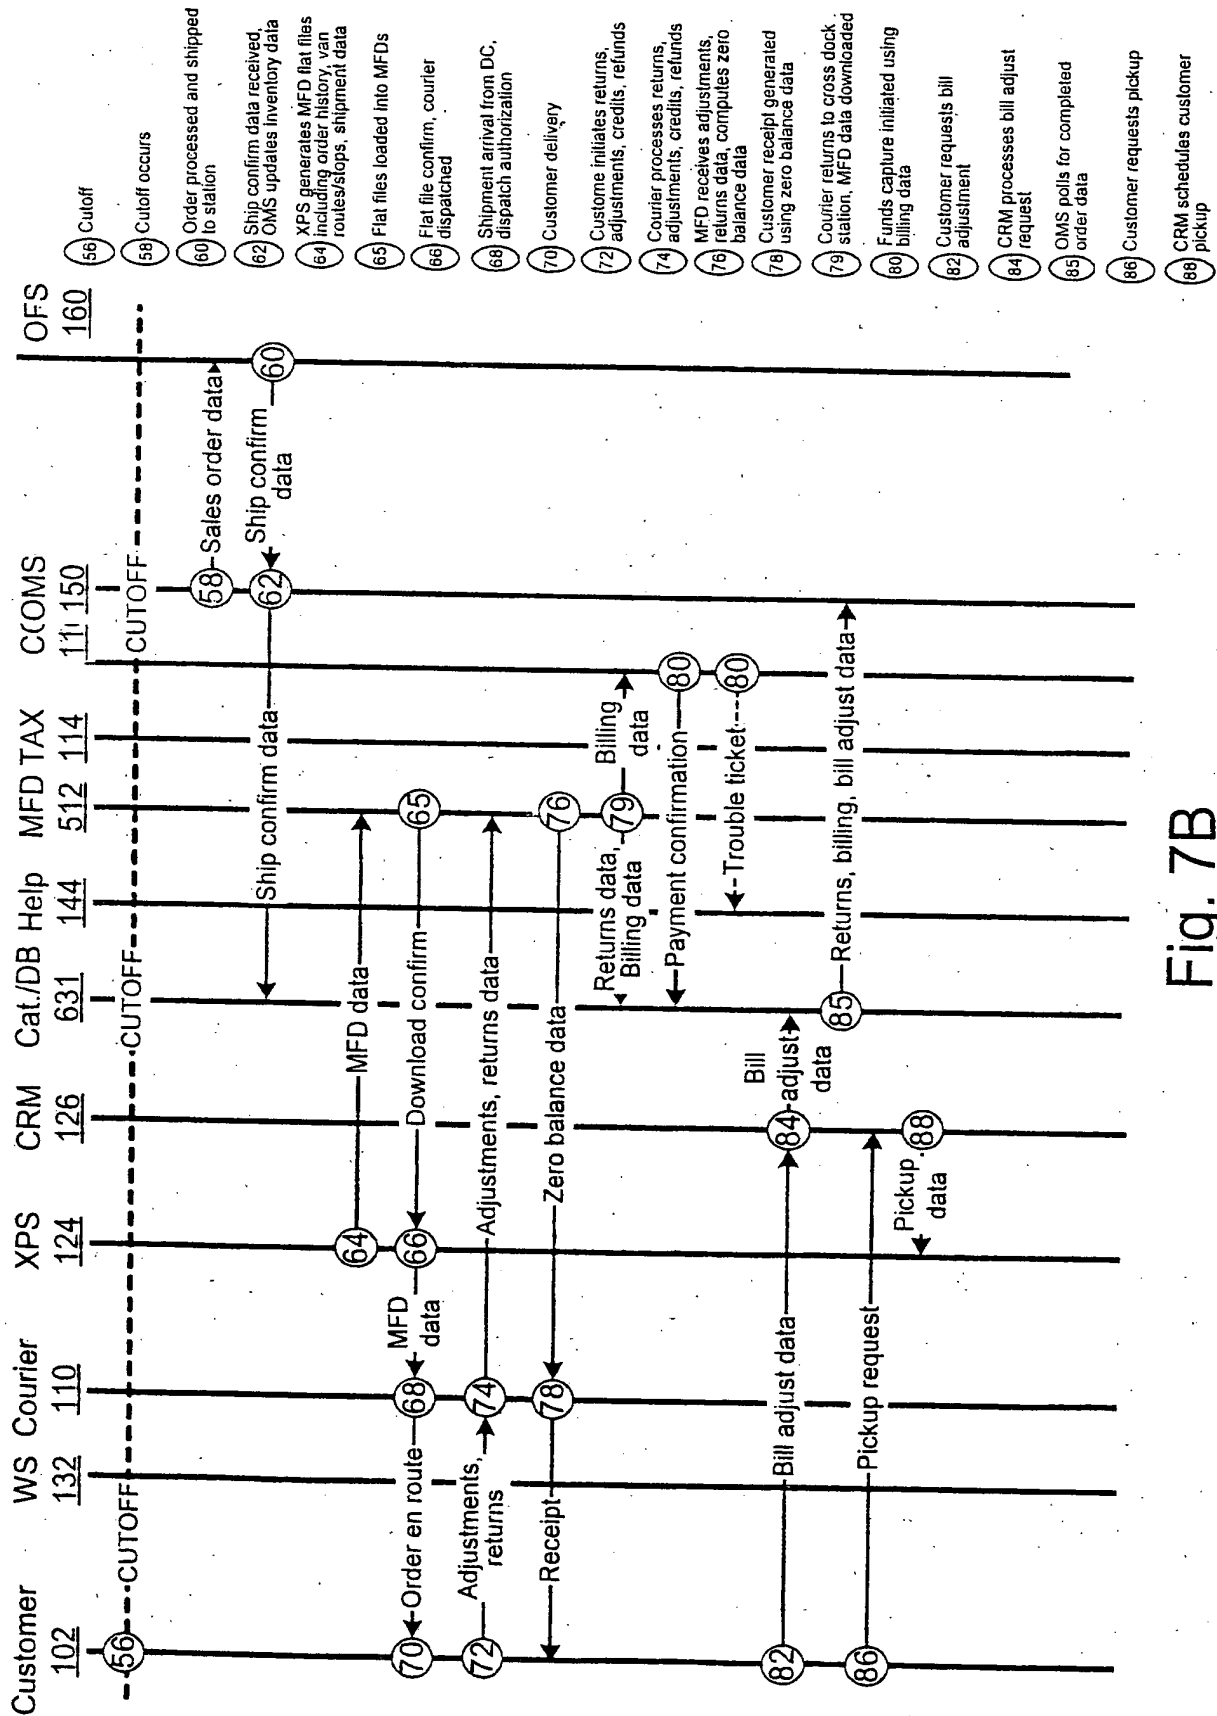 Customer
102
WS
132
Courier
110
XPS
124
CRM
126
Cat./DB
631
Help
144
MFD
512
TAX
114
C(OMS
150
OFS
160
56
CUTOFF
CUTOFF
CUTOFF
58
Sales order data
62
Ship confirm
data
60
Ship confirm data
64
MFD data
70
Order en route
68
MFD
data
66
Download confirm
65
72
Adjustments,
returns
74
Adjustments, returns data
Receipt
78
Zero balance data
76
Returns data,
Billing data
79
Billing
data
Payment confirmation
80
Trouble ticket
80
82
Bill adjust data
84
Bill
adjust
data
85
Returns, billing, bill adjust data
86
Pickup request
Pickup
data
88
56 Cutoff
58 Cutoff occurs
60 Order processed and shipped
to station
62 Ship confirm data received,
OMS updates Inventory data
64 XPS generates MFD flat files
including order history, van
routes/stops, shipment data
65 Flat files loaded into MFDs
66 Flat file confirm, courier
dispatched
68 Shipment arrival from DC,
dispatch authorization
70 Customer delivery
72 Custome initiates returns,
adjustments, credits, refunds
74 Courier processes returns,
adjustments, credits, refunds
76 MFD receives adjustments,
returns data, computes zero
balance data
78 Customer receipt generated
using zero balance data
79 Courier returns to cross dock
station, MFD data downloaded
80 Funds capture initiated using
billing data
82 Customer requests bill
adjustment
84 CRM processes bill adjust
request
85 OMS polls for completed
order data
86 Customer requests pickup
88 CRM schedules customer
pickup
Fig. 7B